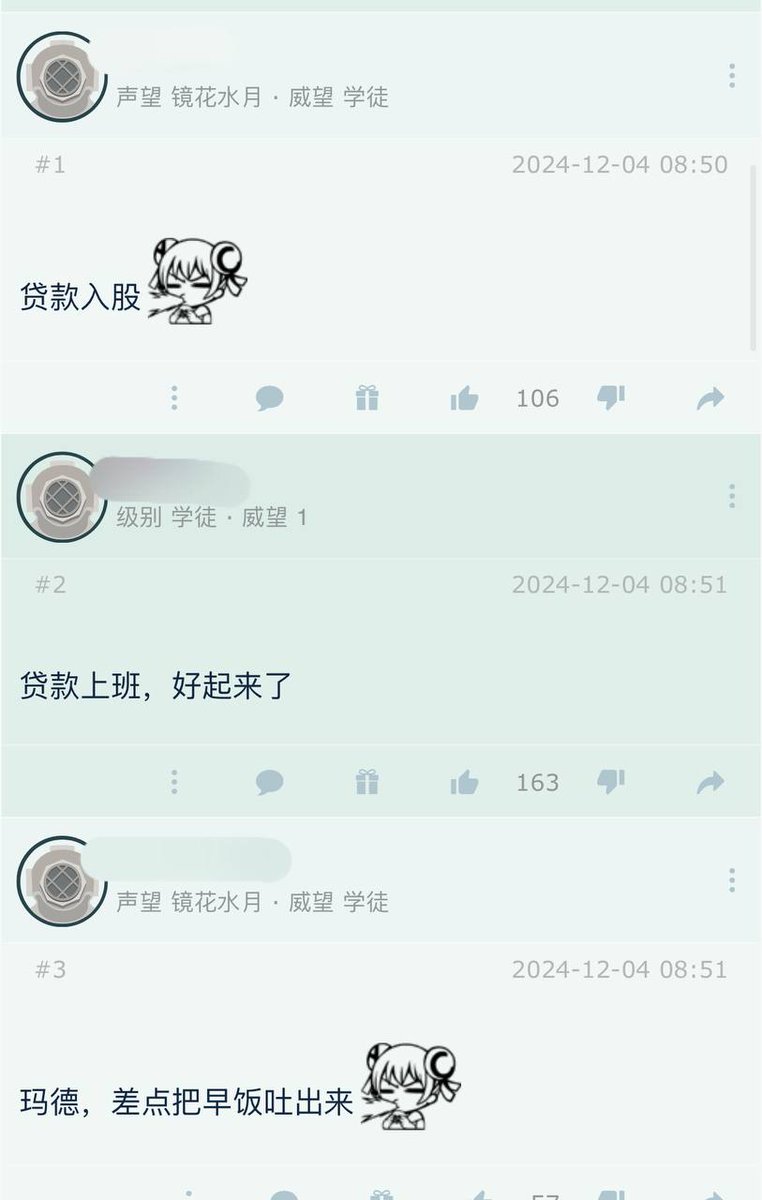 声望 镜花水月 · 威望 学徒
#1 2024-12-04 08:50
贷款入股
106
级别 学徒 · 威望 1
#2 2024-12-04 08:51
贷款上班，好起来了
163
声望 镜花水月 · 威望 学徒
#3 2024-12-04 08:51
玛德，差点把早饭吐出来